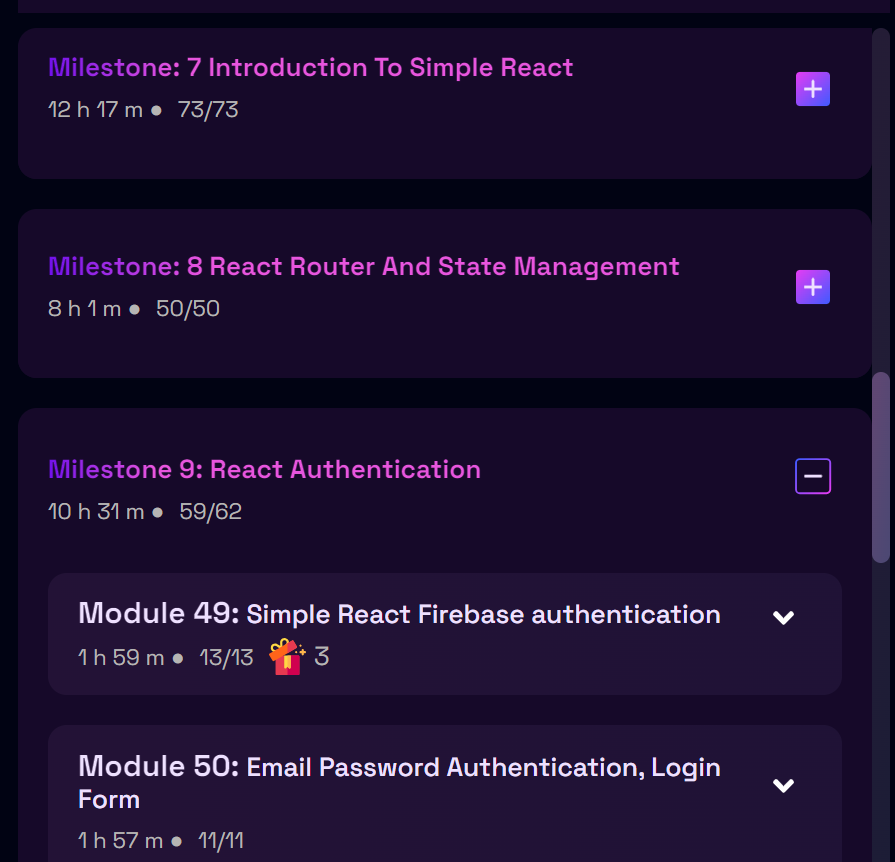 Milestone: 7 Introduction To Simple React
12 h 17 m ● 73/73
Milestone: 8 React Router And State Management
8 h 1 m ● 50/50
Milestone 9: React Authentication
10 h 31 m ● 59/62
Module 49: Simple React Firebase authentication
1 h 59 m ● 13/13 3
Module 50: Email Password Authentication, Login
Form
1 h 57 m ● 11/11